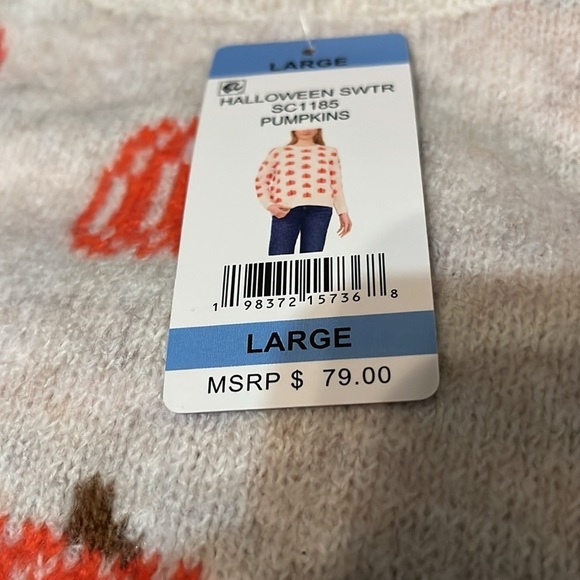 LARGE
HALLOWEEN SWTR
SC1185
PUMPKINS
1 98372 15736 8
LARGE
MSRP $ 79.00